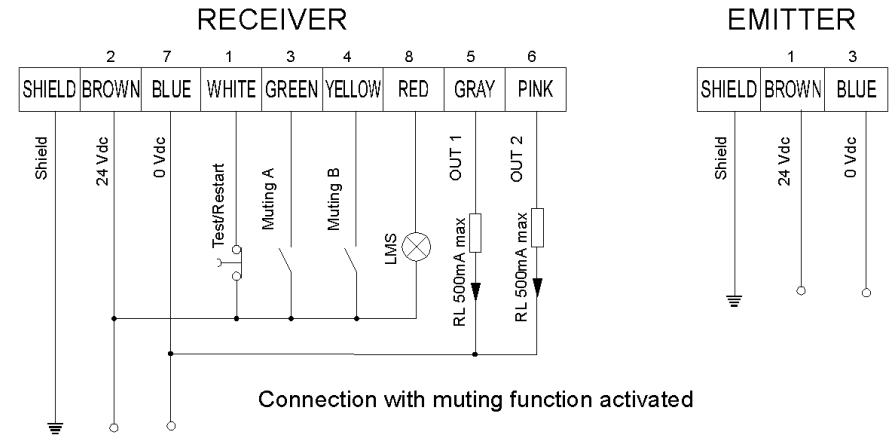 RECEIVER
EMITTER
2 7 1 3 4 8 5 6
1 3
SHIELD BROWN BLUE WHITE GREEN YELLOW RED GRAY PINK
SHIELD BROWN BLUE
Shield
24 Vdc
0 Vdc
Test/Restart
Muting A
Muting B
LMS
OUT 1
RL 500mA max
OUT 2
RL 500mA max
Shield
24 Vdc
0 Vdc
Connection with muting function activated